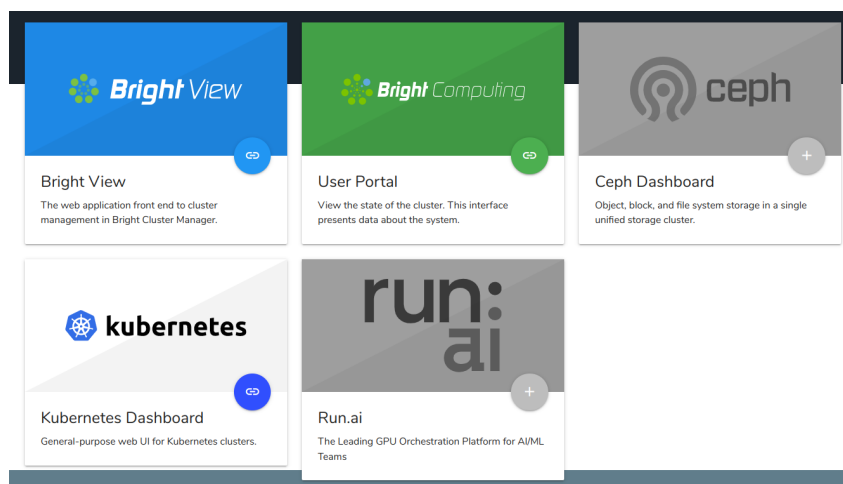 Bright View
Bright Computing
ceph
Bright View
The web application front end to cluster
management in Bright Cluster Manager.
User Portal
View the state of the cluster. This interface
presents data about the system.
Ceph Dashboard
Object, block, and file system storage in a single
unified storage cluster.
kubernetes
run:
ai
Kubernetes Dashboard
General-purpose web UI for Kubernetes clusters.
Run.ai
The Leading GPU Orchestration Platform for AI/ML
Teams